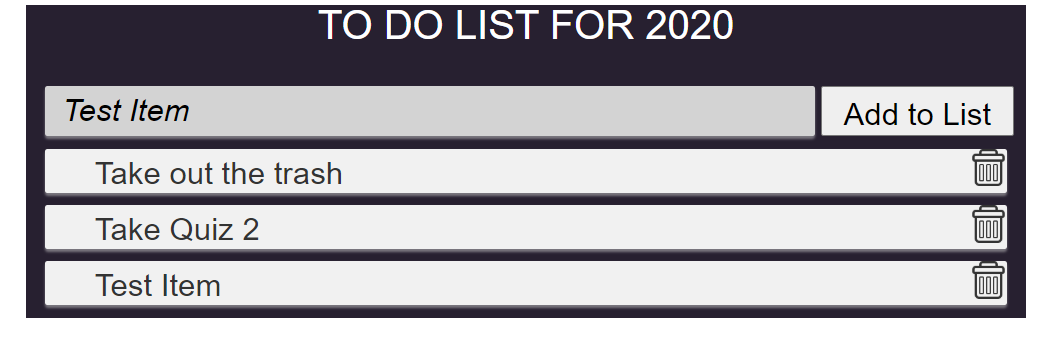 TO DO LIST FOR 2020
Test Item
Add to List
Take out the trash
Take Quiz 2
Test Item